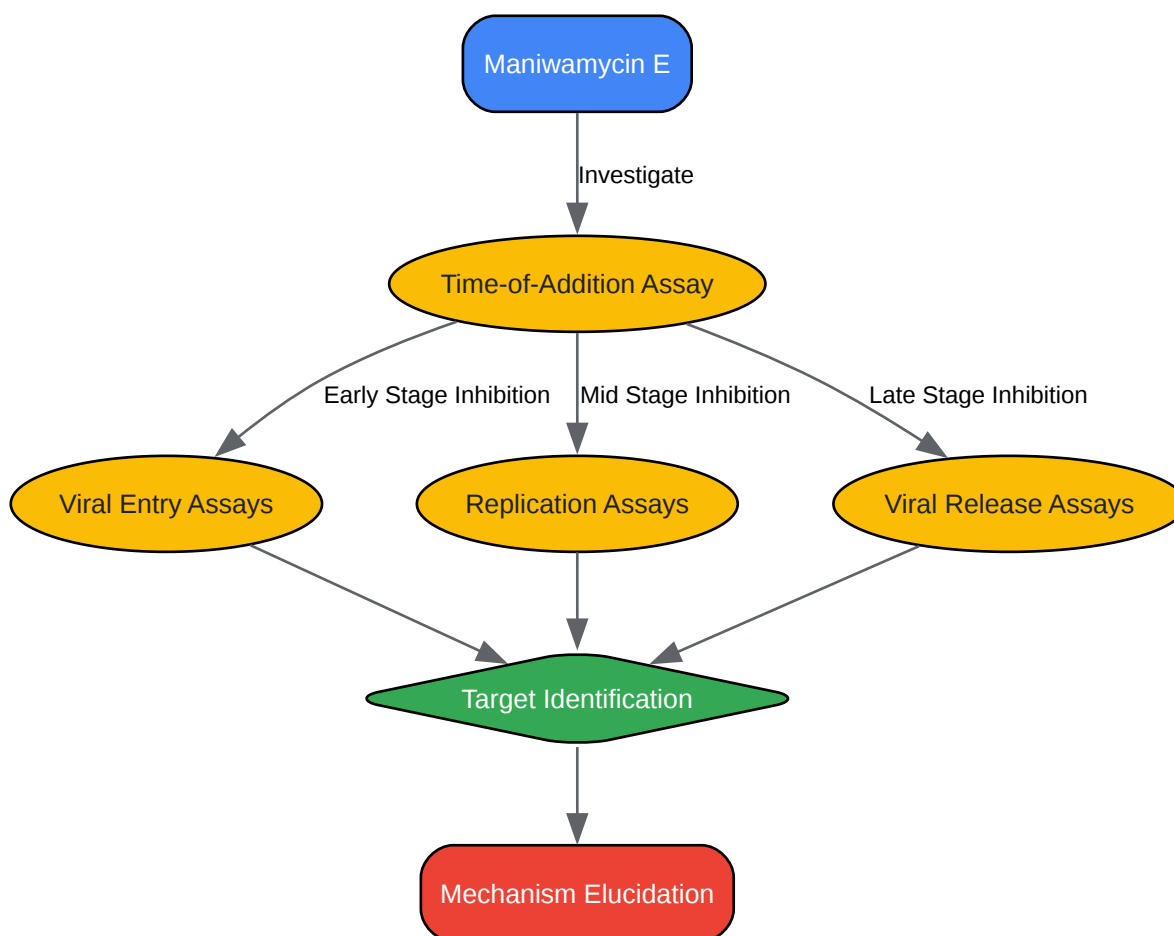 Maniwamycin E
Investigate
Time-of-Addition Assay
Early Stage Inhibition
Mid Stage Inhibition
Late Stage Inhibition
Viral Entry Assays
Replication Assays
Viral Release Assays
Target Identification
Mechanism Elucidation